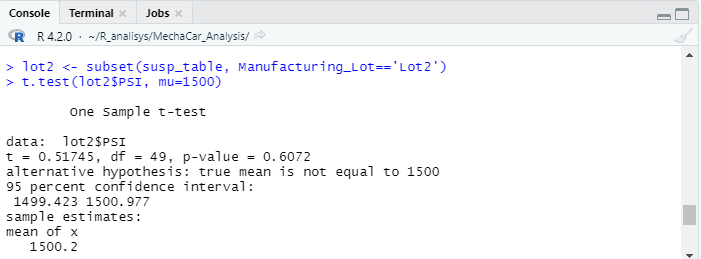 Console Terminal × Jobs ×
R R 4.2.0 · ~/R_analisys/MechaCar_Analysis/
> lot2 <- subset(susp_table, Manufacturing_Lot=='Lot2')
> t.test(lot2$PSI, mu=1500)
One Sample t-test
data:  lot2$PSI
t = 0.51745, df = 49, p-value = 0.6072
alternative hypothesis: true mean is not equal to 1500
95 percent confidence interval:
1499.423 1500.977
sample estimates:
mean of x
1500.2